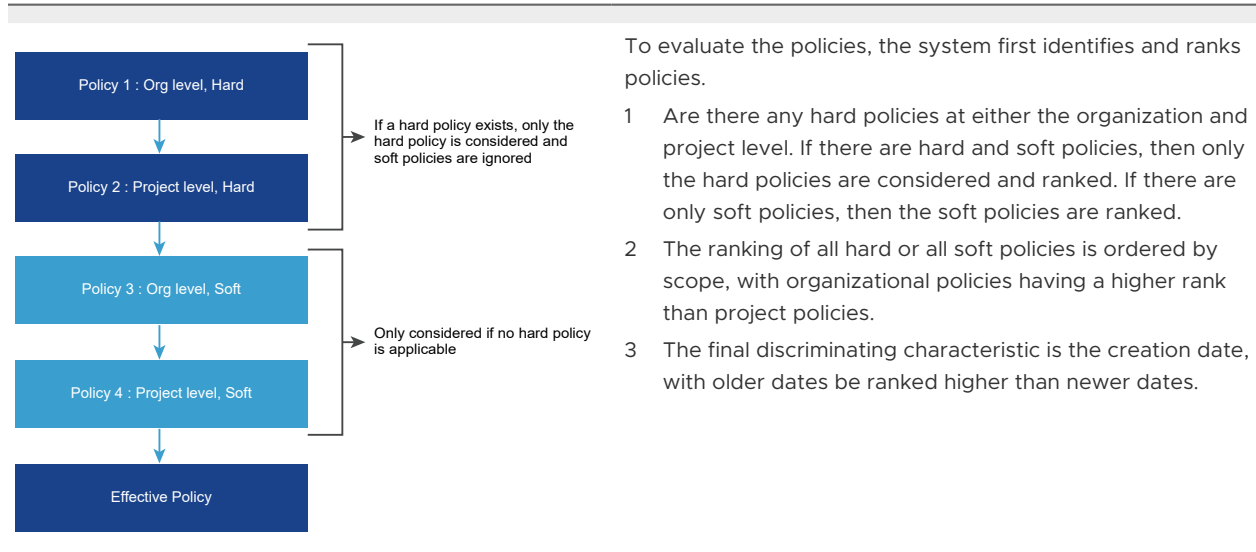 Policy 1 : Org level, Hard
If a hard policy exists, only the
hard policy is considered and
soft policies are ignored
Policy 2 : Project level, Hard
Policy 3 : Org level, Soft
Only considered if no hard policy
is applicable
Policy 4 : Project level, Soft
Effective Policy
To evaluate the policies, the system first identifies and ranks
policies.
1 Are there any hard policies at either the organization and
project level. If there are hard and soft policies, then only
the hard policies are considered and ranked. If there are
only soft policies, then the soft policies are ranked.
2 The ranking of all hard or all soft policies is ordered by
scope, with organizational policies having a higher rank
than project policies.
3 The final discriminating characteristic is the creation date,
with older dates be ranked higher than newer dates.